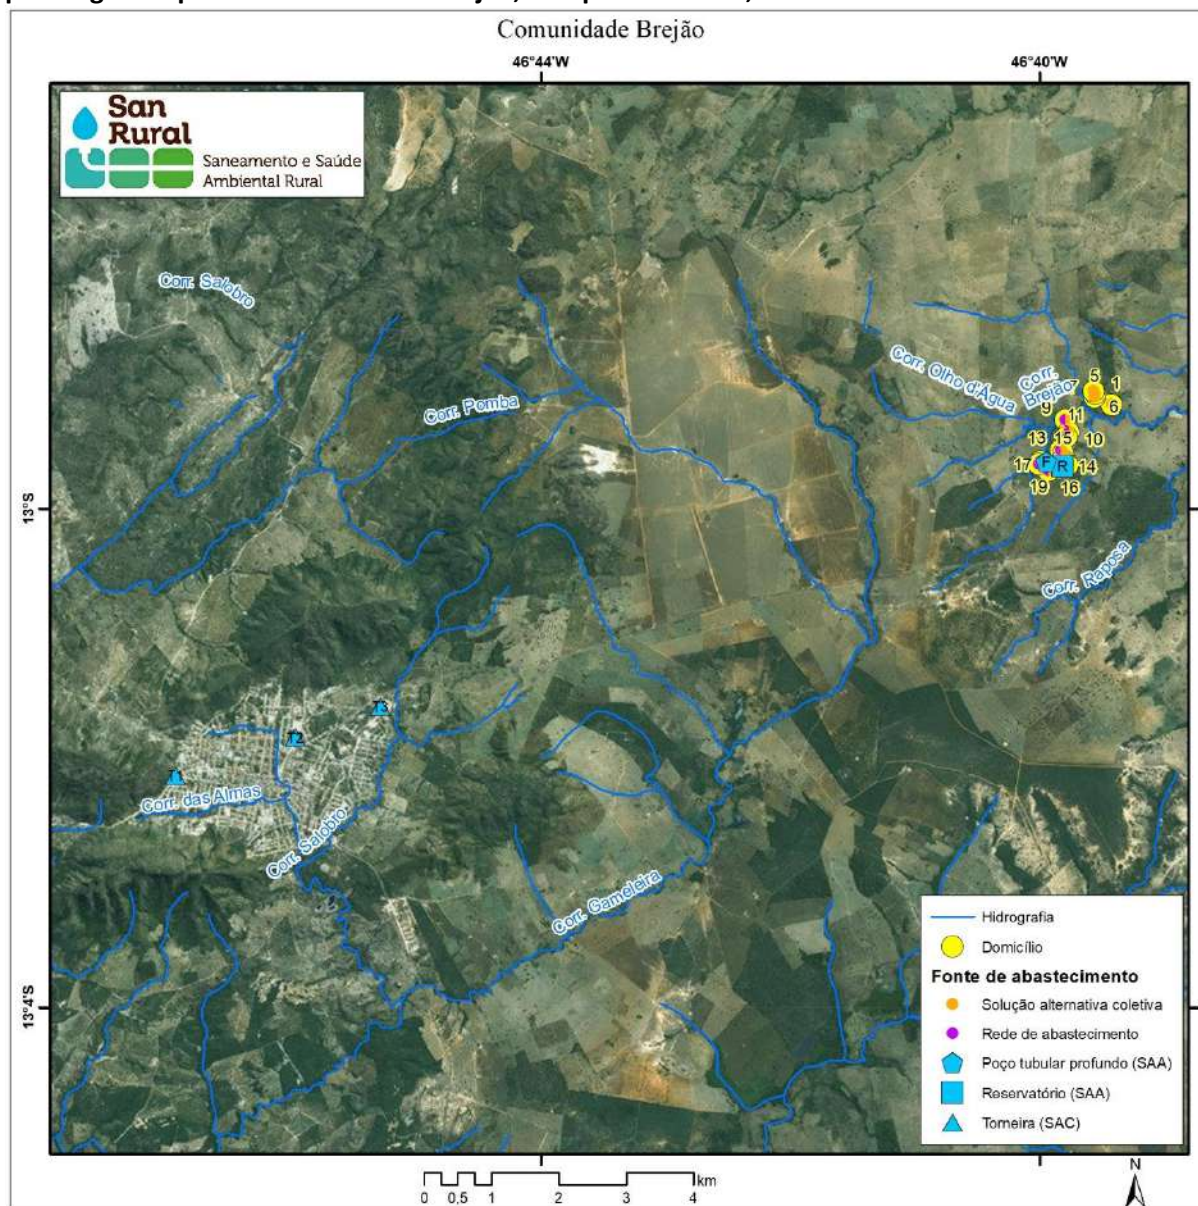 Comunidade Brejão
46°44'W
46°40'W
San
Rural
Saneamento e Saúde
Ambiental Rural
Corr. Salobro
Corr. Pomba
Corr. Olho d'Água
Corr.
Brejão
7
5
1
9
6
11
13
15
10
17
F
R
14
19
16
13°S
Corr. Raposa
T3
T2
Corr. das Almas
Corr. Salobro
Corr. Gameleira
13°4'S
Hidrografia
Domicílio
Fonte de abastecimento
Solução alternativa coletiva
Rede de abastecimento
Poço tubular profundo (SAA)
Reservatório (SAA)
Torneira (SAC)
km
0 0,5 1 2 3 4
N